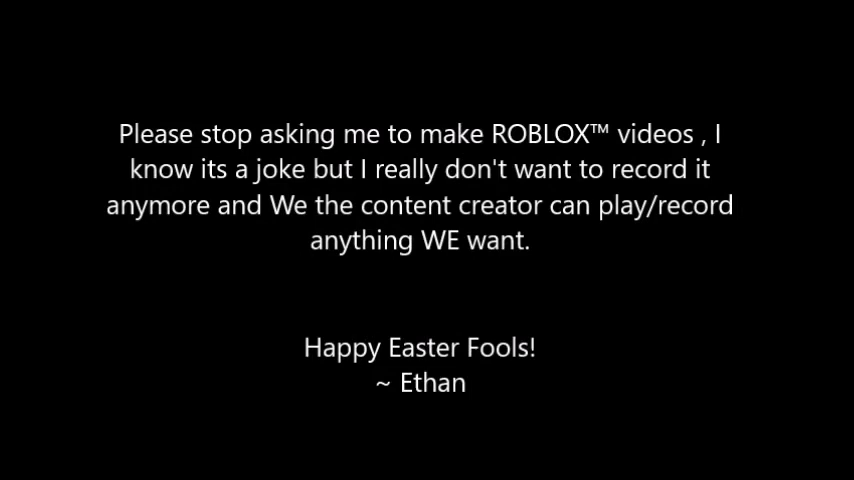 Please stop asking me to make ROBLOX™ videos , I
know its a joke but I really don't want to record it
anymore and We the content creator can play/record
anything WE want.
Happy Easter Fools!
~ Ethan